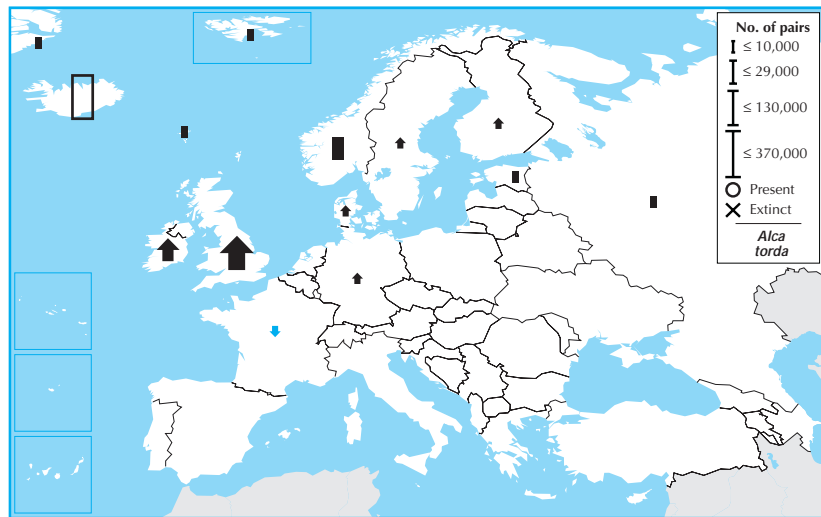 No. of pairs
≤ 10,000
≤ 29,000
≤ 130,000
≤ 370,000
Present
Extinct
Alca
torda